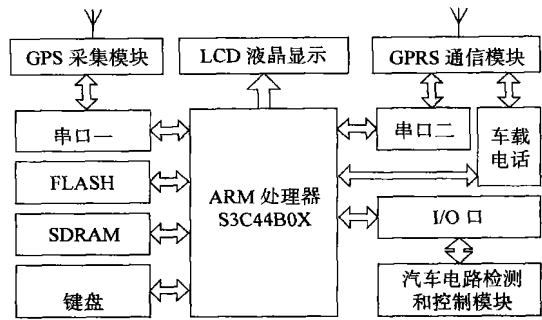 GPS 采集模块
LCD 液晶显示
GPRS 通信模块
串口一
串口二
车载
电话
FLASH
ARM 处理器
S3C44B0X
SDRAM
I/O 口
键盘
汽车电路检测
和控制模块